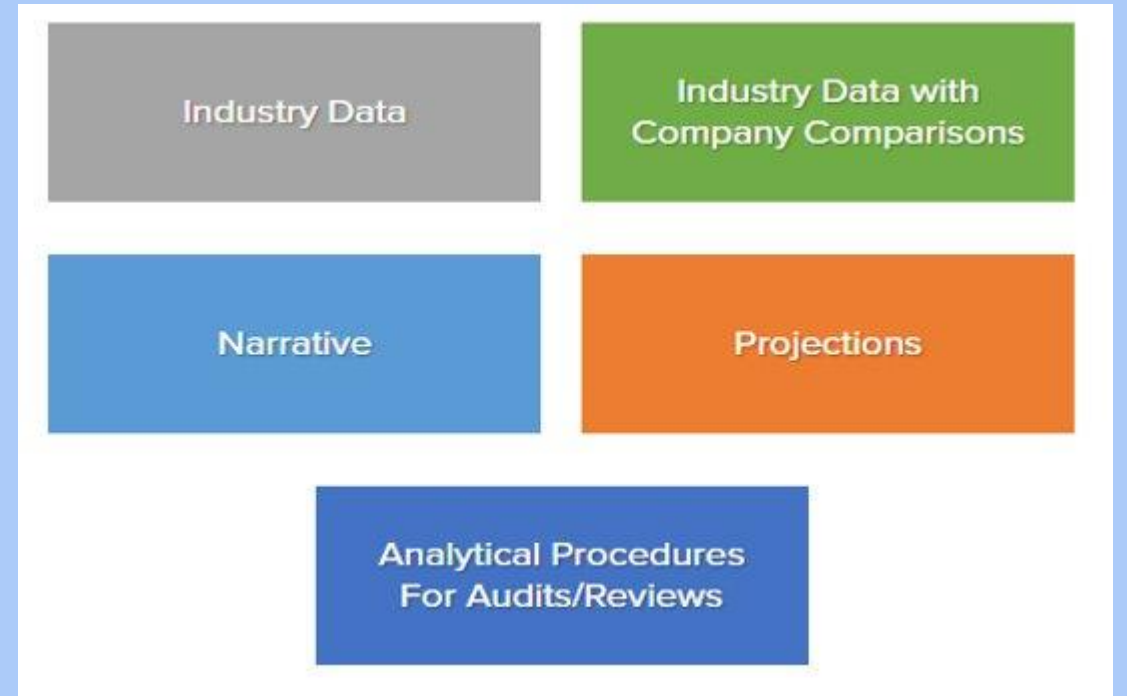 Industry Data
Industry Data with
Company Comparisons
Narrative
Projections
Analytical Procedures
For Audits/Reviews